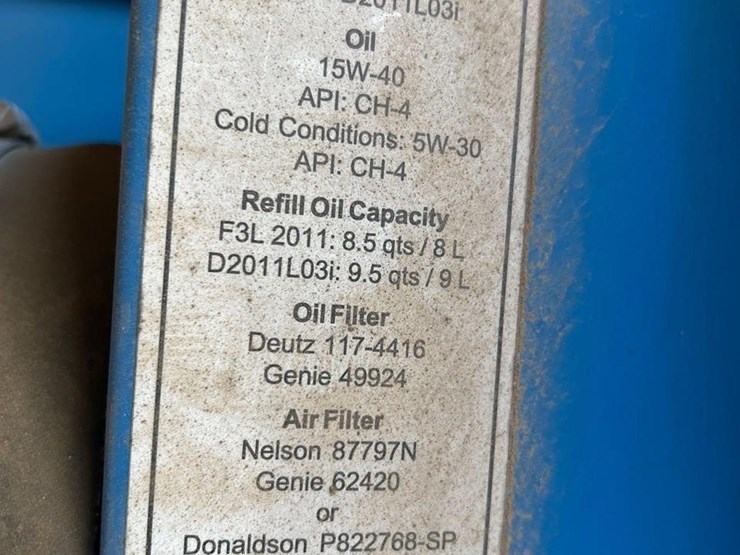 D2011L03i
Oil
15W-40
API: CH-4
Cold Conditions: 5W-30
API: CH-4
Refill Oil Capacity
F3L 2011: 8.5 qts / 8 L
D2011L03i: 9.5 qts / 9 L
Oil Filter
Deutz 117-4416
Genie 49924
Air Filter
Nelson 87797N
Genie 62420
or
Donaldson P822768-SP